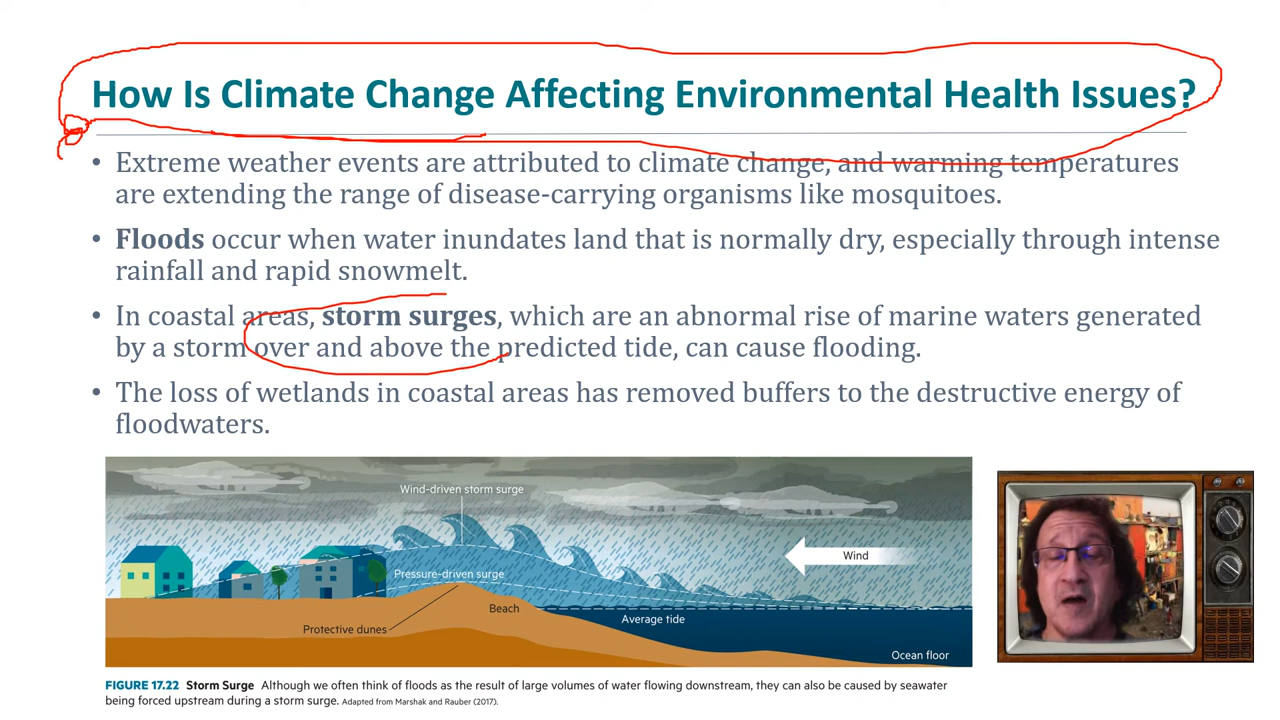 How Is Climate Change Affecting Environmental Health Issues?
• Extreme weather events are attributed to climate change, and warming temperatures
are extending the range of disease-carrying organisms like mosquitoes.
• Floods occur when water inundates land that is normally dry, especially through intense
rainfall and rapid snowmelt.
• In coastal areas, storm surges, which are an abnormal rise of marine waters generated
by a storm over and above the predicted tide, can cause flooding.
• The loss of wetlands in coastal areas has removed buffers to the destructive energy of
floodwaters.
Wind-driven storm surge
Wind
Pressure-driven surge
Beach
Average tide
Protective dunes
Ocean floor
FIGURE 17.22 Storm Surge Although we often think of floods as the result of large volumes of water flowing downstream, they can also be caused by seawater
being forced upstream during a storm surge. Adapted from Marshak and Rauber (2017).